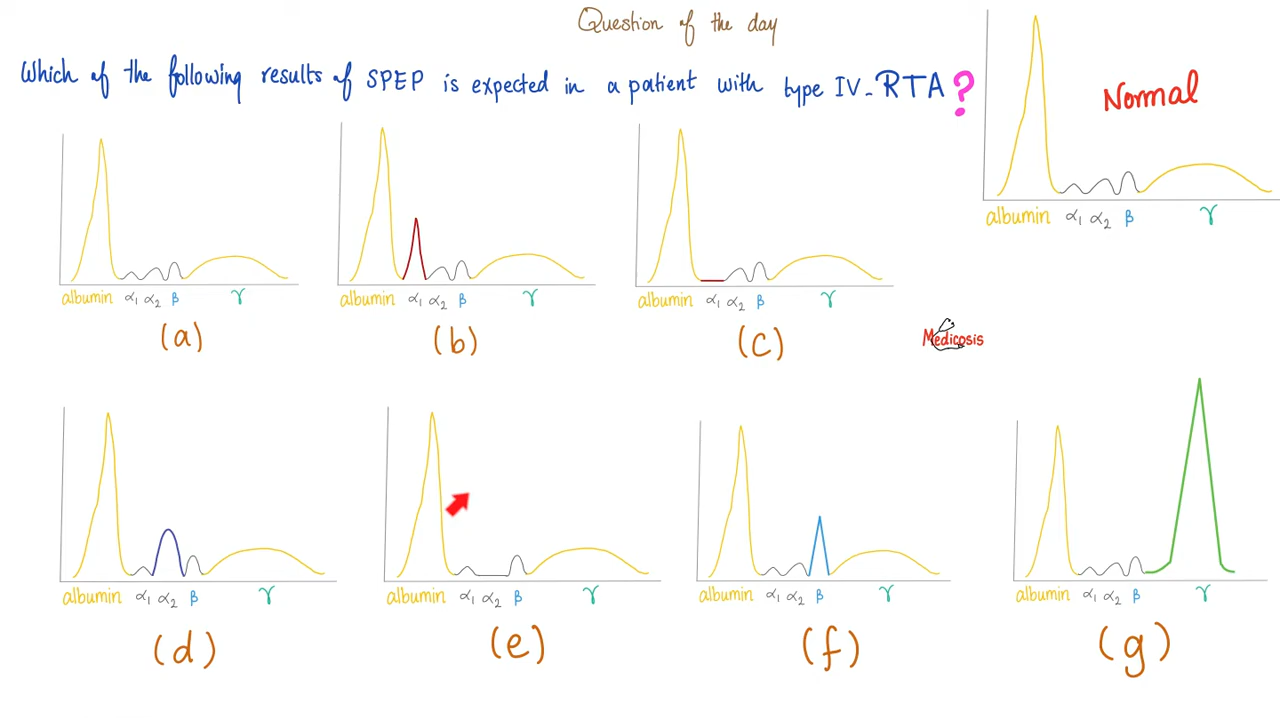 Question of the day
Which of the following results of SPEP is expected in a patient with type IV-RTA?
Normal
albumin α₁ α₂ β γ
albumin α₁ α₂ β γ
(a)
albumin α₁ α₂ β γ
(b)
albumin α₁ α₂ β γ
(c)
Medicosis
albumin α₁ α₂ β γ
(d)
albumin α₁ α₂ β γ
(e)
albumin α₁ α₂ β γ
(f)
albumin α₁ α₂ β γ
(g)